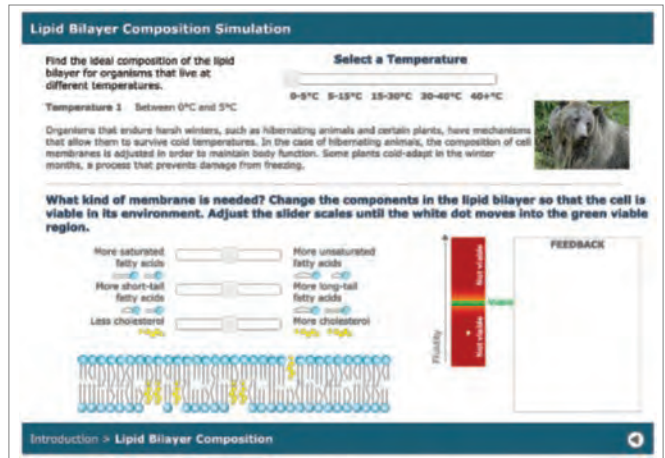 Lipid Bilayer Composition Simulation
Find the ideal composition of the lipid
bilayer for organisms that live at
different temperatures.
Select a Temperature
0-5°C 5-15°C 15-30°C 30-40°C 40+°C
Temperature 1 Between 0°C and 5°C
Organisms that endure harsh winters, such as hibernating animals and certain plants, have mechanisms
that allow them to survive cold temperatures. In the case of hibernating animals, the composition of cell
membranes is adjusted in order to maintain body function. Some plants cold-adapt in the winter
months, a process that prevents damage from freezing.
What kind of membrane is needed? Change the components in the lipid bilayer so that the cell is
viable in its environment. Adjust the slider scales until the white dot moves into the green viable
region.
More saturated
fatty acids
More unsaturated
fatty acids
More short-tail
fatty acids
More long-tail
fatty acids
Less cholesterol
More cholesterol
Fluidity
Not viable
Viable
Not viable
FEEDBACK
Introduction > Lipid Bilayer Composition